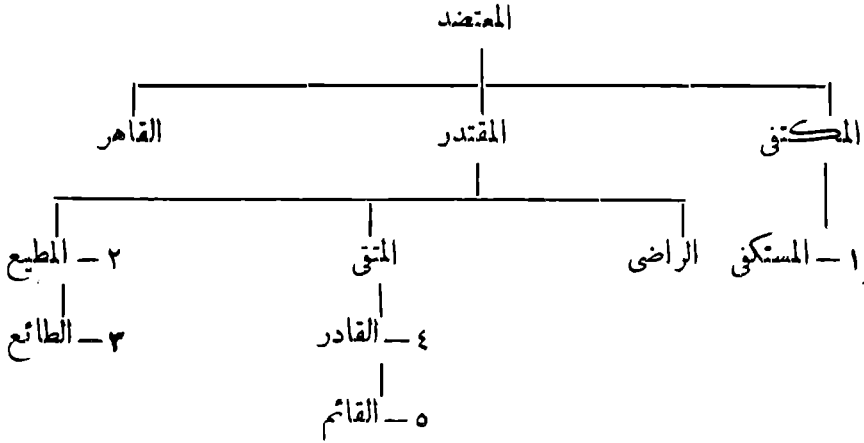 المعتضد
المكتفى المقتدر القاهر
١ – المستكفى الراضى المتقى ٢ – المطيع
٤ – القادر ٣ – الطائع
٥ – القائم